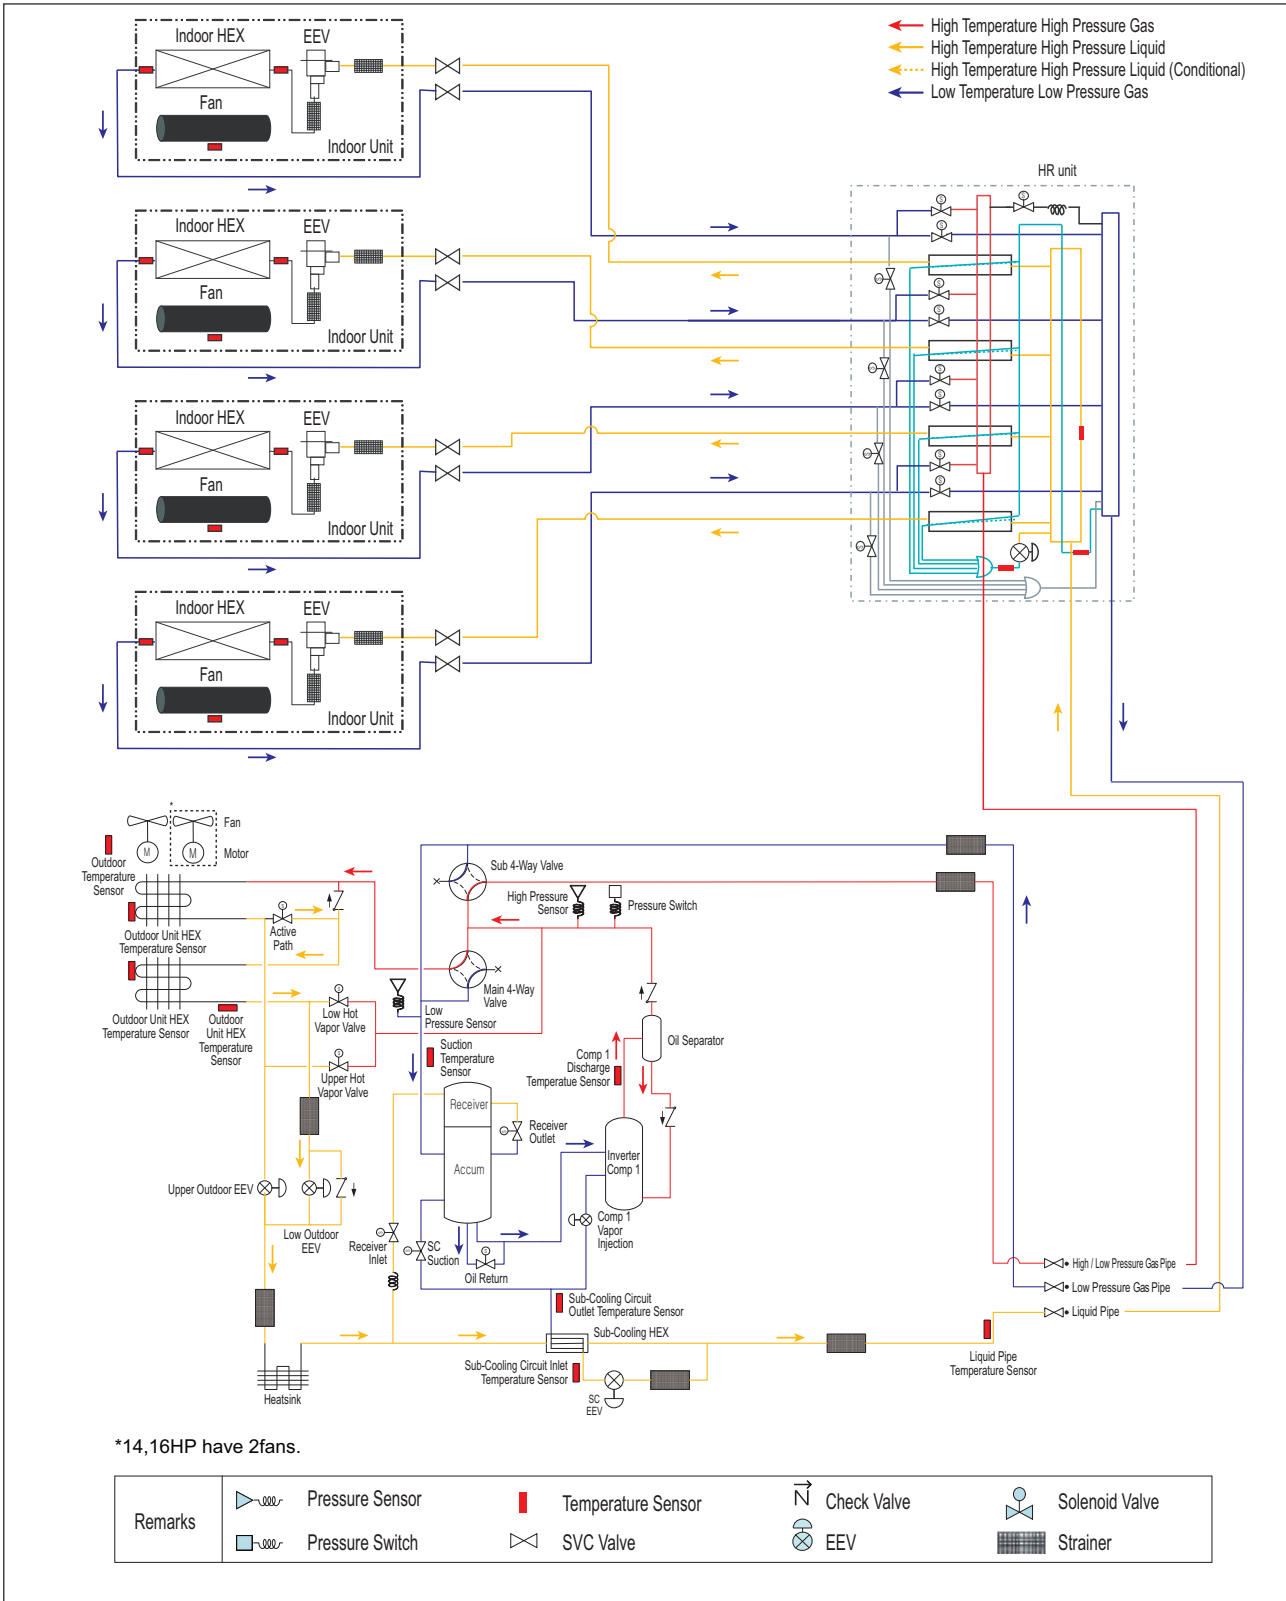 High Temperature High Pressure Gas
High Temperature High Pressure Liquid
High Temperature High Pressure Liquid (Conditional)
Low Temperature Low Pressure Gas
Indoor HEX
EEV
Fan
Indoor Unit
Indoor HEX
EEV
Fan
Indoor Unit
Indoor HEX
EEV
Fan
Indoor Unit
Indoor HEX
EEV
Fan
Indoor Unit
HR unit
S
S
S
S
S
S
S
S
S
S
S
S
S
*
Fan
Motor
M
M
Outdoor
Temperature
Sensor
Outdoor Unit HEX
Temperature Sensor
S
Active
Path
Outdoor Unit HEX
Temperature Sensor
Outdoor
Unit HEX
Temperature
Sensor
S
Low Hot
Vapor Valve
S
Upper Hot
Vapor Valve
Sub 4-Way Valve
High Pressure
Sensor
Pressure Switch
Main 4-Way
Valve
Low
Pressure Sensor
Suction
Temperature
Sensor
Comp 1
Discharge
Temperatue Sensor
Oil Separator
Receiver
Receiver
Outlet
Accum
Inverter
Comp 1
Upper Outdoor EEV
Low Outdoor
EEV
Receiver
Inlet
SC
Suction
S
Oil Return
Comp 1
Vapor
Injection
Sub-Cooling Circuit
Outlet Temperature Sensor
Sub-Cooling HEX
Sub-Cooling Circuit Inlet
Temperature Sensor
SC
EEV
Heatsink
High / Low Pressure Gas Pipe
Low Pressure Gas Pipe
Liquid Pipe
Liquid Pipe
Temperature Sensor
*14,16HP have 2fans.
Remarks
Pressure Sensor
Temperature Sensor
Check Valve
Solenoid Valve
Pressure Switch
SVC Valve
EEV
Strainer